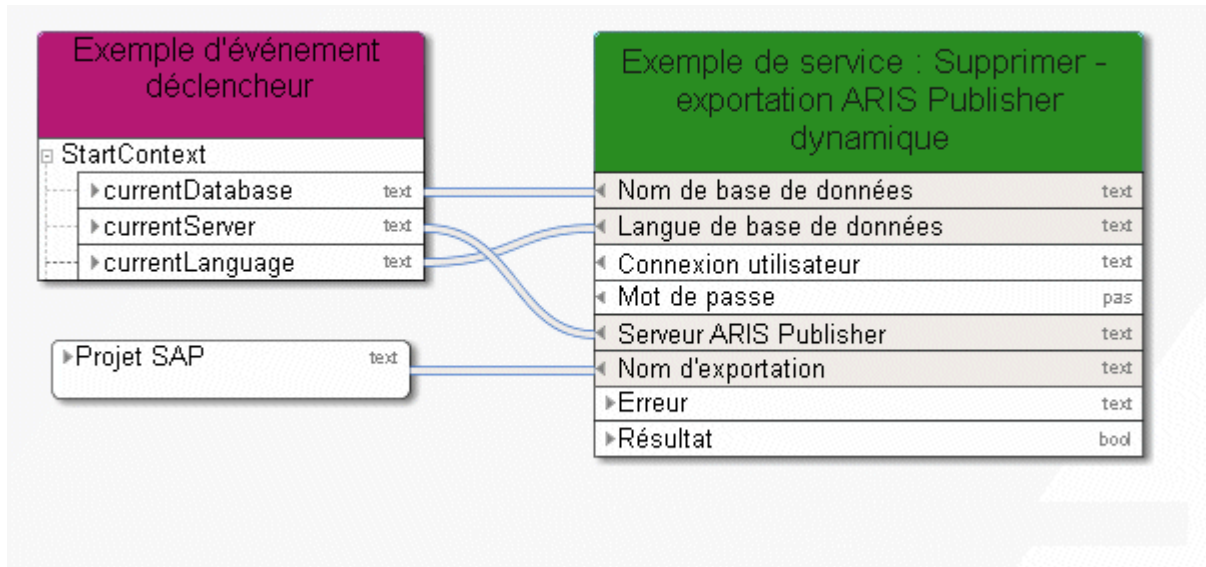 Exemple d'événement
déclencheur
StartContext
currentDatabase text
currentServer text
currentLanguage text
Projet SAP text
Exemple de service : Supprimer -
exportation ARIS Publisher
dynamique
Nom de base de données text
Langue de base de données text
Connexion utilisateur text
Mot de passe pas
Serveur ARIS Publisher text
Nom d'exportation text
Erreur text
Résultat bool